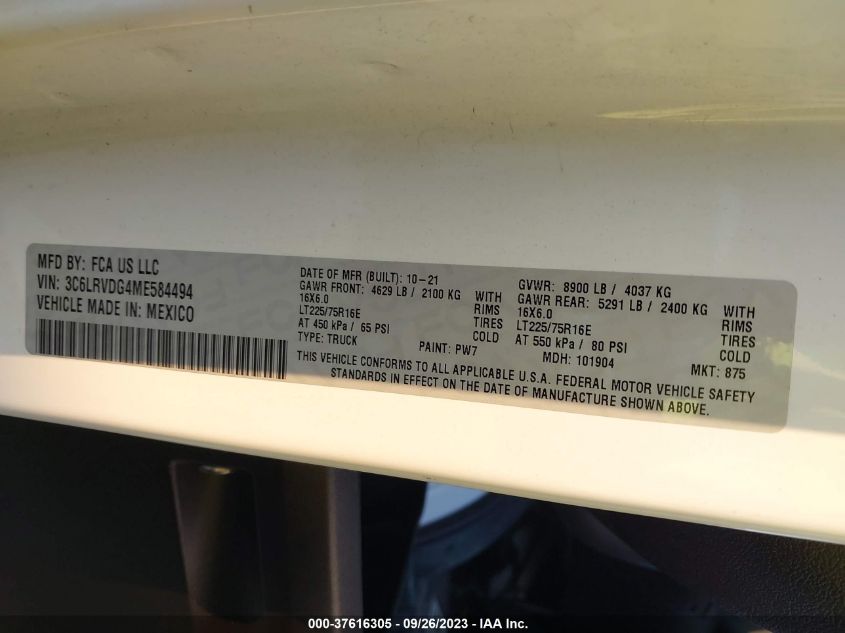 MFD BY: FCA US LLC
VIN: 3C6LRVDG4ME584494
VEHICLE MADE IN: MEXICO
DATE OF MFR (BUILT): 10-21
GAWR FRONT: 4629 LB / 2100 KG WITH
16X6.0 RIMS
LT225/75R16E TIRES
AT 450 kPa / 65 PSI COLD
TYPE: TRUCK PAINT: PW7
GVWR: 8900 LB / 4037 KG
GAWR REAR: 5291 LB / 2400 KG WITH
16X6.0 RIMS
LT225/75R16E TIRES
AT 550 kPa / 80 PSI COLD
MDH: 101904 MKT: 875
THIS VEHICLE CONFORMS TO ALL APPLICABLE U.S.A. FEDERAL MOTOR VEHICLE SAFETY
STANDARDS IN EFFECT ON THE DATE OF MANUFACTURE SHOWN ABOVE.
000-37616305 - 09/26/2023 - IAA Inc.